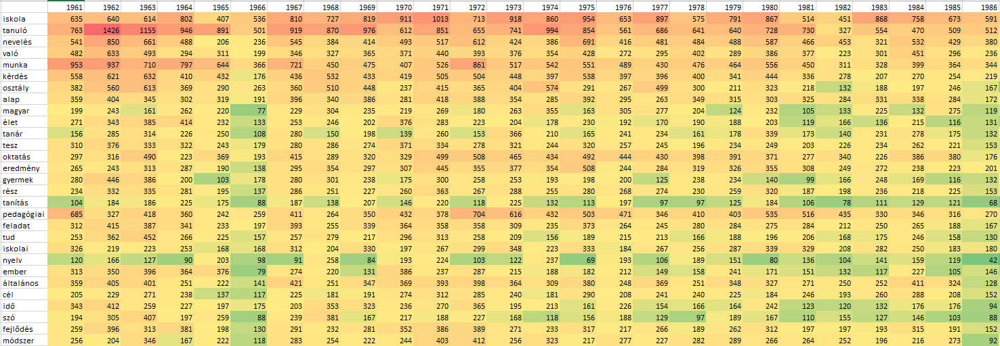 1961 1962 1963 1964 1965 1966 1967 1968 1969 1970 1971 1972 1973 1974 1975 1976 1977 1978 1979 1980 1981 1982 1983 1984 1985 1986
iskola 635 640 614 802 407 536 810 727 819 911 1013 713 918 860 954 653 897 575 791 867 514 451 868 758 673 591
tanuló 763 1426 1155 946 891 501 919 870 976 612 851 655 741 994 854 561 686 641 640 728 730 327 554 470 509 512
nevelés 541 850 661 488 206 236 545 384 414 493 517 612 424 386 691 416 481 484 488 587 466 453 321 532 429 380
való 482 633 493 294 311 199 346 327 365 371 440 393 376 354 428 272 295 402 289 386 377 223 301 451 296 236
munka 953 937 710 797 644 366 721 450 475 407 526 861 517 542 551 489 430 476 464 556 450 311 328 399 364 344
kérdés 558 621 632 410 432 176 436 532 433 419 505 504 448 397 538 397 396 400 341 444 336 278 207 270 254 219
osztály 382 560 613 369 290 263 360 510 448 237 415 365 404 574 291 267 499 300 211 323 218 132 188 197 246 167
alap 359 404 345 302 319 191 396 340 386 281 418 388 354 285 392 295 263 349 315 303 325 284 331 338 284 172
magyar 199 243 161 262 220 77 229 304 235 219 269 180 263 355 163 305 277 204 124 232 105 133 225 132 275 119
élet 271 343 385 414 232 133 253 246 202 376 283 223 204 178 230 192 170 190 188 203 119 166 136 215 116 131
tanár 156 285 314 226 250 108 280 150 198 139 260 153 366 210 165 241 234 161 178 339 173 140 231 278 175 132
tesz 310 376 333 322 243 179 280 286 274 371 334 278 321 244 320 257 245 196 234 249 203 226 234 262 221 153
oktatás 297 316 490 223 369 193 415 289 320 329 499 508 465 434 492 444 430 398 391 371 277 340 226 386 380 176
eredmény 265 243 313 287 190 138 295 354 297 307 445 355 377 354 508 244 284 319 326 355 308 249 272 238 223 201
gyermek 280 446 386 200 103 178 280 301 238 175 300 258 253 193 198 200 125 238 234 140 99 166 248 169 116 132
rész 234 332 335 281 195 137 286 251 227 260 363 267 288 255 280 268 274 230 259 320 187 198 236 218 225 153
tanítás 104 184 186 225 175 88 187 138 207 146 220 118 225 132 113 197 97 97 125 184 106 78 111 129 121 68
pedagógiai 685 327 418 360 242 259 411 264 350 432 378 704 616 432 503 471 346 410 403 535 516 435 330 346 316 270
feladat 312 415 387 341 233 197 393 255 339 364 358 358 309 235 373 264 245 280 284 275 284 212 250 265 188 167
tud 253 362 452 266 225 157 257 279 217 296 313 258 209 156 189 215 213 166 188 196 206 168 175 246 158 130
iskolai 326 219 223 253 168 168 312 204 330 197 267 299 348 223 333 184 267 256 287 339 329 208 222 253 183 180
nyelv 120 166 127 90 203 98 91 258 84 193 224 103 122 237 69 193 106 189 151 80 136 104 141 159 119 42
ember 313 350 396 364 376 79 274 220 131 386 237 287 215 188 182 212 149 158 241 171 151 132 117 227 105 146
általános 359 405 401 251 222 141 421 251 347 369 393 398 364 309 380 248 369 251 348 327 271 250 252 411 324 128
cél 205 229 271 238 137 117 225 181 191 274 312 285 240 181 290 208 241 240 225 184 246 193 260 288 208 152
idő 343 412 259 227 197 175 203 353 323 236 270 365 195 213 161 226 154 166 164 242 123 120 132 176 176 94
szó 194 305 407 197 259 88 239 381 167 217 188 227 168 118 156 188 129 97 189 167 110 155 127 146 103 88
fejlődés 259 396 313 381 198 130 291 232 281 352 386 389 271 233 317 217 266 189 262 312 197 197 193 315 191 152
módszer 256 204 346 167 222 118 283 254 222 244 403 412 256 323 217 277 227 282 289 266 264 252 196 216 273 92